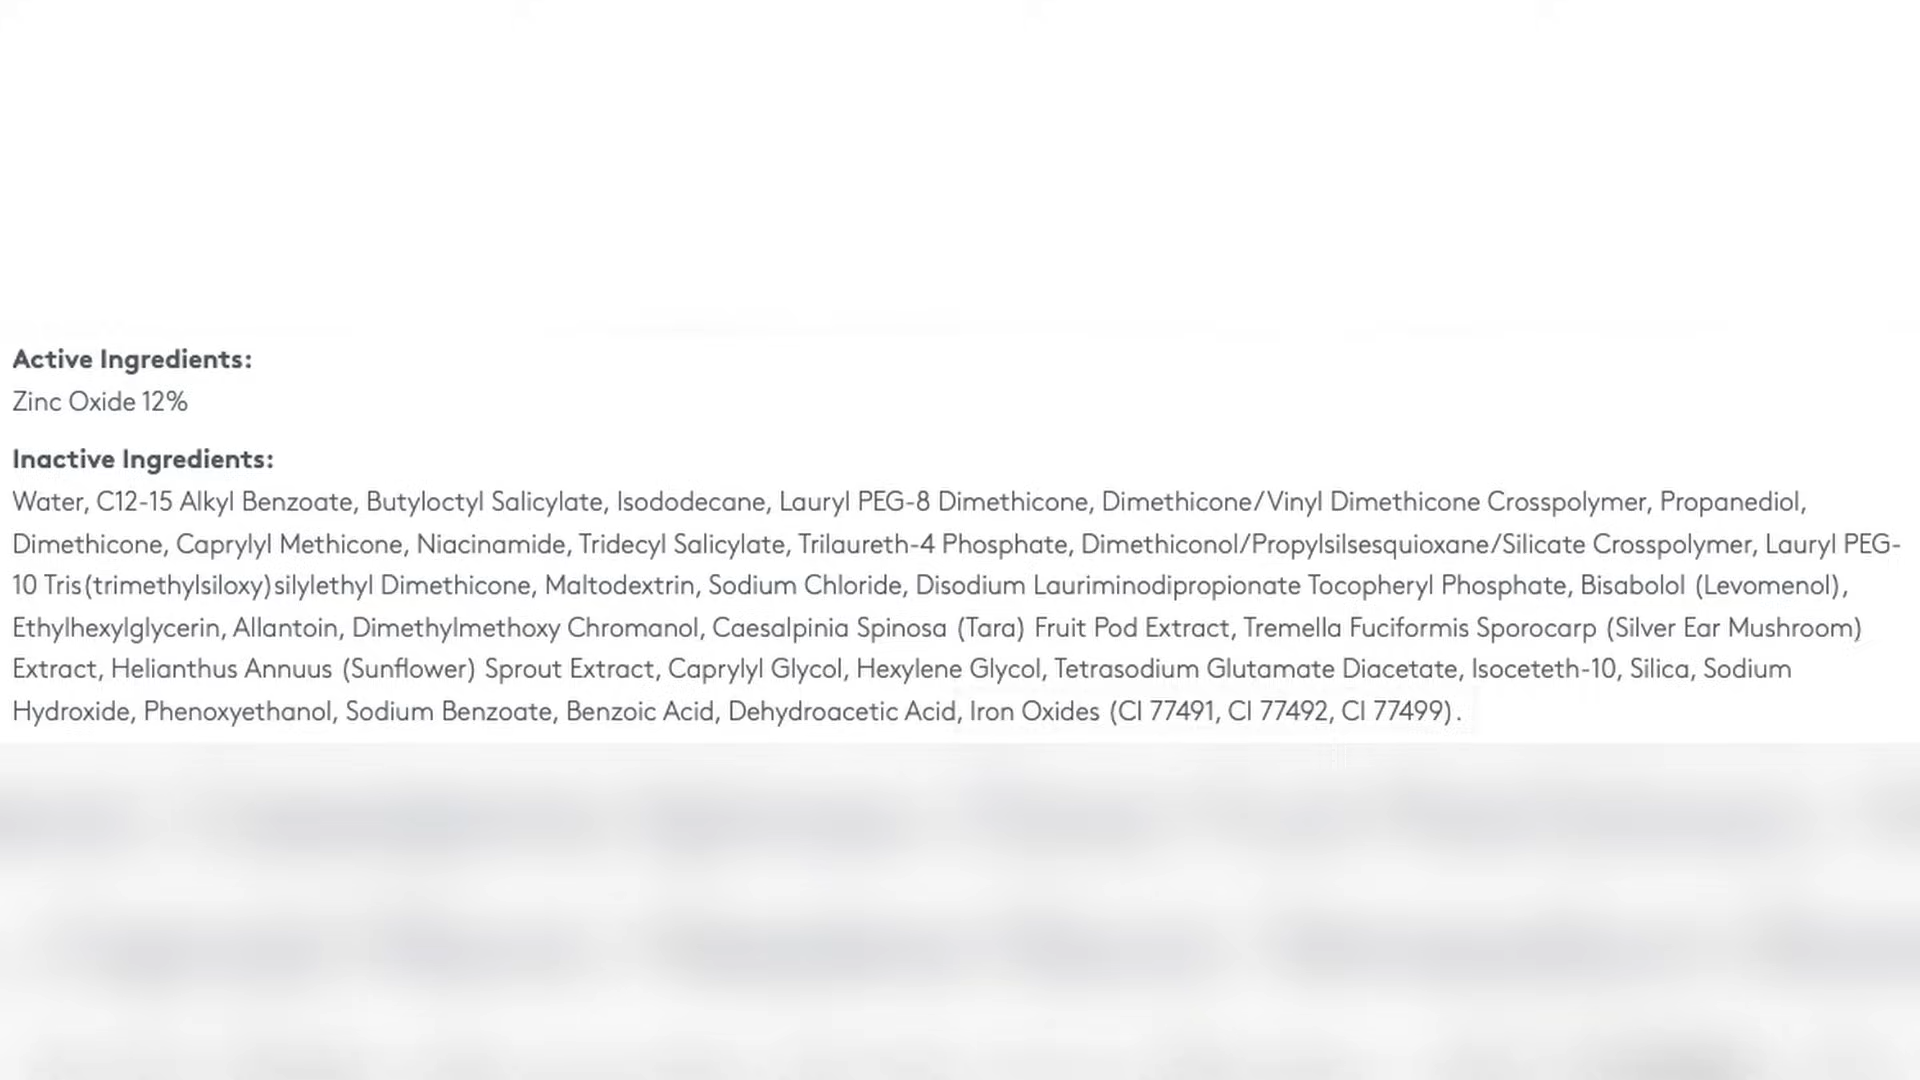 Active Ingredients:
Zinc Oxide 12%
Inactive Ingredients:
Water, C12-15 Alkyl Benzoate, Butyloctyl Salicylate, Isododecane, Lauryl PEG-8 Dimethicone, Dimethicone/Vinyl Dimethicone Crosspolymer, Propanediol,
Dimethicone, Caprylyl Methicone, Niacinamide, Tridecyl Salicylate, Trilaureth-4 Phosphate, Dimethiconol/Propylsilsesquioxane/Silicate Crosspolymer, Lauryl PEG-
10 Tris(trimethylsiloxy)silylethyl Dimethicone, Maltodextrin, Sodium Chloride, Disodium Lauriminodipropionate Tocopheryl Phosphate, Bisabolol (Levomenol),
Ethylhexylglycerin, Allantoin, Dimethylmethoxy Chromanol, Caesalpinia Spinosa (Tara) Fruit Pod Extract, Tremella Fuciformis Sporocarp (Silver Ear Mushroom)
Extract, Helianthus Annuus (Sunflower) Sprout Extract, Caprylyl Glycol, Hexylene Glycol, Tetrasodium Glutamate Diacetate, Isoceteth-10, Silica, Sodium
Hydroxide, Phenoxyethanol, Sodium Benzoate, Benzoic Acid, Dehydroacetic Acid, Iron Oxides (CI 77491, CI 77492, CI 77499).